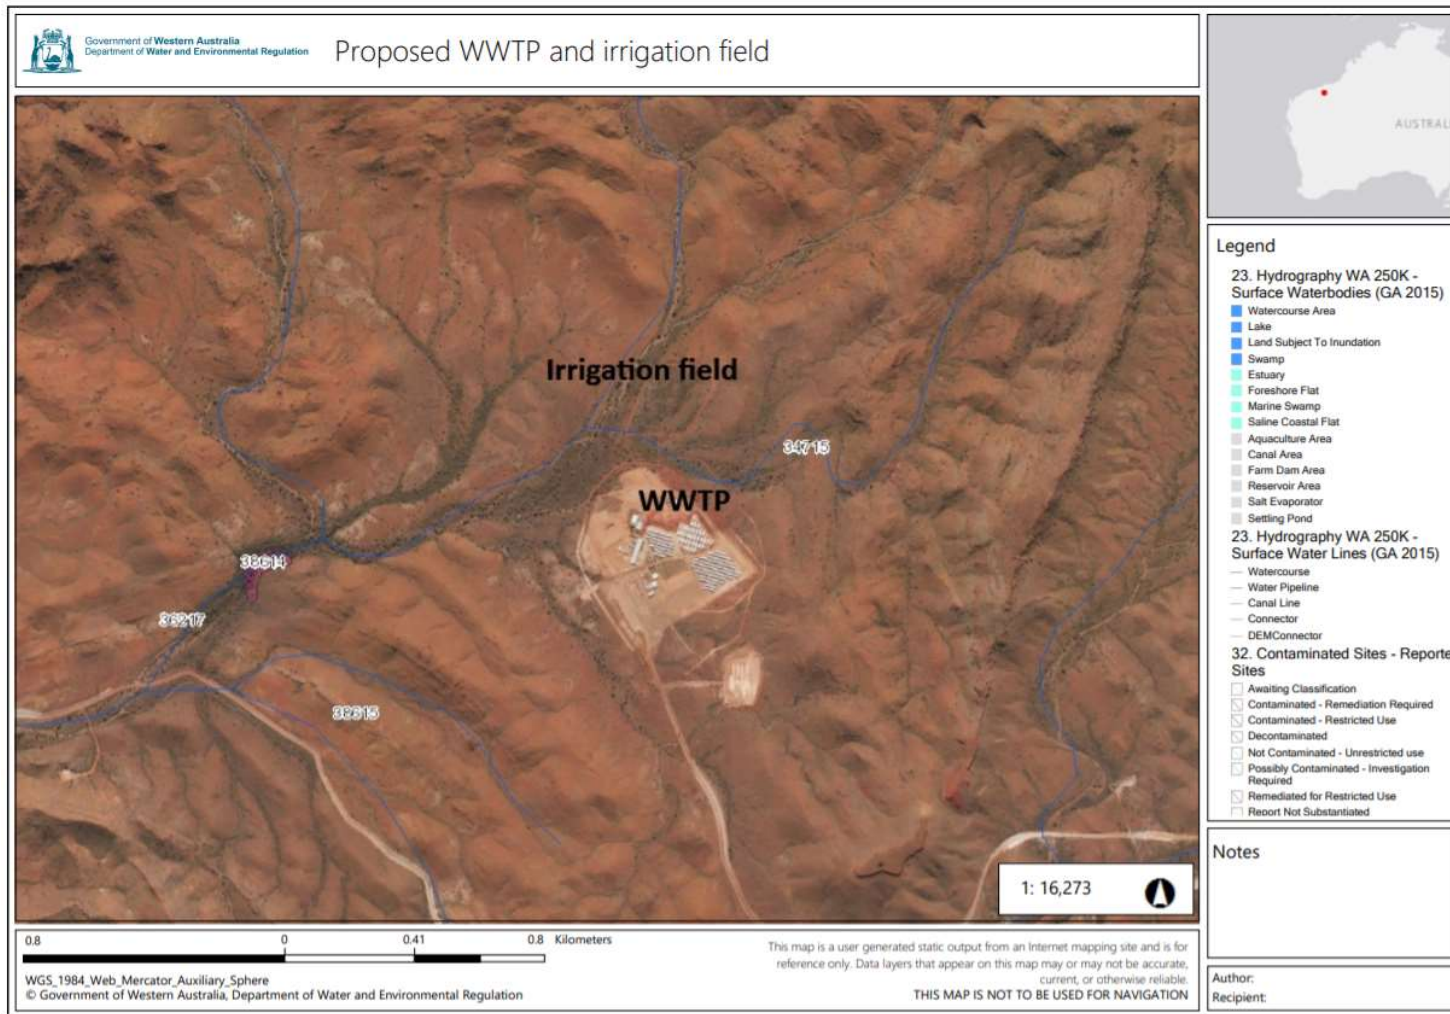 Government of Western Australia
Department of Water and Environmental Regulation
Proposed WWTP and irrigation field
AUSTRAL
Irrigation field
34715
WWTP
38614
36217
38615
1: 16,273
Legend
23. Hydrography WA 250K -
Surface Waterbodies (GA 2015)
Watercourse Area
Lake
Land Subject To Inundation
Swamp
Estuary
Foreshore Flat
Marine Swamp
Saline Coastal Flat
Aquaculture Area
Canal Area
Farm Dam Area
Reservoir Area
Salt Evaporator
Settling Pond
23. Hydrography WA 250K -
Surface Water Lines (GA 2015)
Watercourse
Water Pipeline
Canal Line
Connector
DEMConnector
32. Contaminated Sites - Reporte
Sites
Awaiting Classification
Contaminated - Remediation Required
Contaminated - Restricted Use
Decontaminated
Not Contaminated - Unrestricted use
Possibly Contaminated - Investigation
Required
Remediated for Restricted Use
Report Not Substantiated
Notes
0.8 0 0.41 0.8 Kilometers
WGS_1984_Web_Mercator_Auxiliary_Sphere
© Government of Western Australia, Department of Water and Environmental Regulation
This map is a user generated static output from an Internet mapping site and is for
reference only. Data layers that appear on this map may or may not be accurate,
current, or otherwise reliable.
THIS MAP IS NOT TO BE USED FOR NAVIGATION
Author:
Recipient: